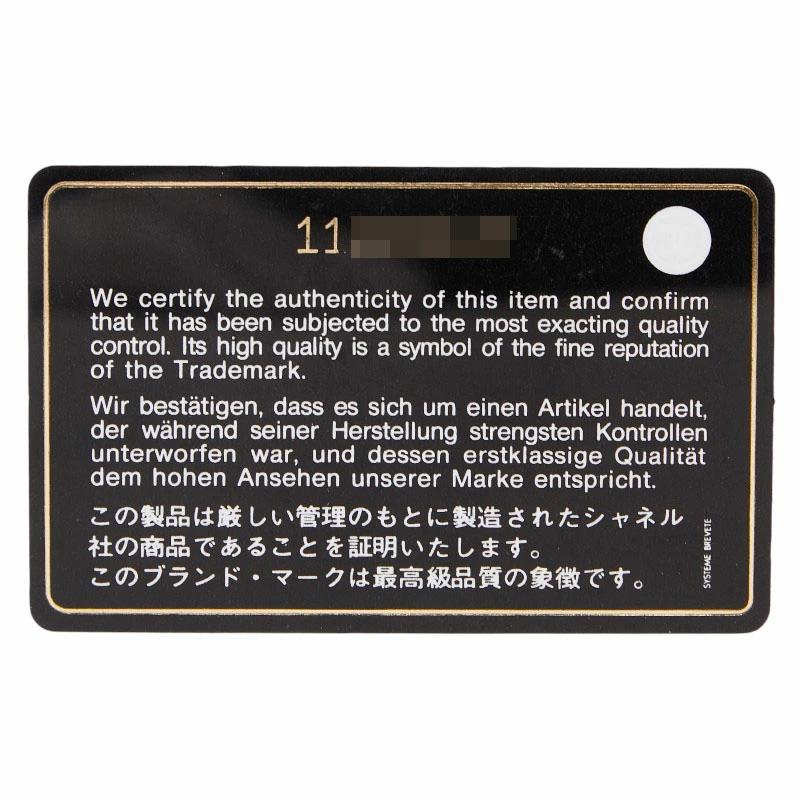 11
We certify the authenticity of this item and confirm
that it has been subjected to the most exacting quality
control. Its high quality is a symbol of the fine reputation
of the Trademark.
Wir bestätigen, dass es sich um einen Artikel handelt,
der während seiner Herstellung strengsten Kontrollen
unterworfen war, und dessen erstklassige Qualität
dem hohen Ansehen unserer Marke entspricht.
この製品は厳しい管理のもとに製造されたシャネル
社の商品であることを証明いたします。
このブランド・マークは最高級品質の象徴です。
SYSTEME BREVETE